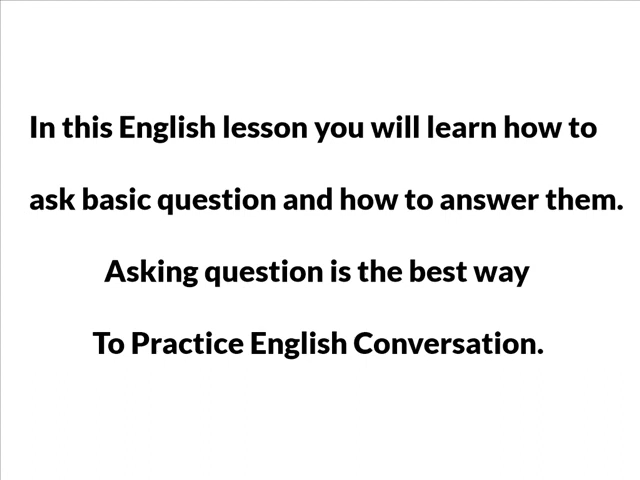 In this English lesson you will learn how to
ask basic question and how to answer them.
Asking question is the best way
To Practice English Conversation.